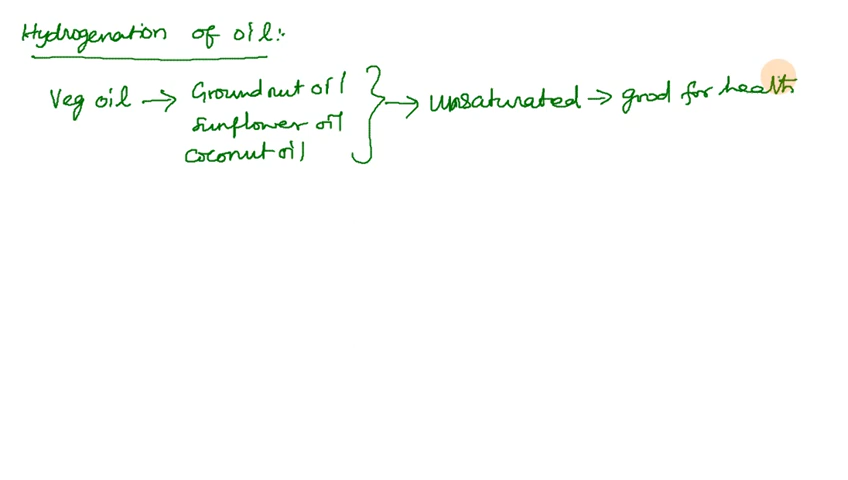 Hydrogenation of oil:-
Veg oil → Groundnut oil } → unsaturated → good for health
sunflower oil
coconut oil